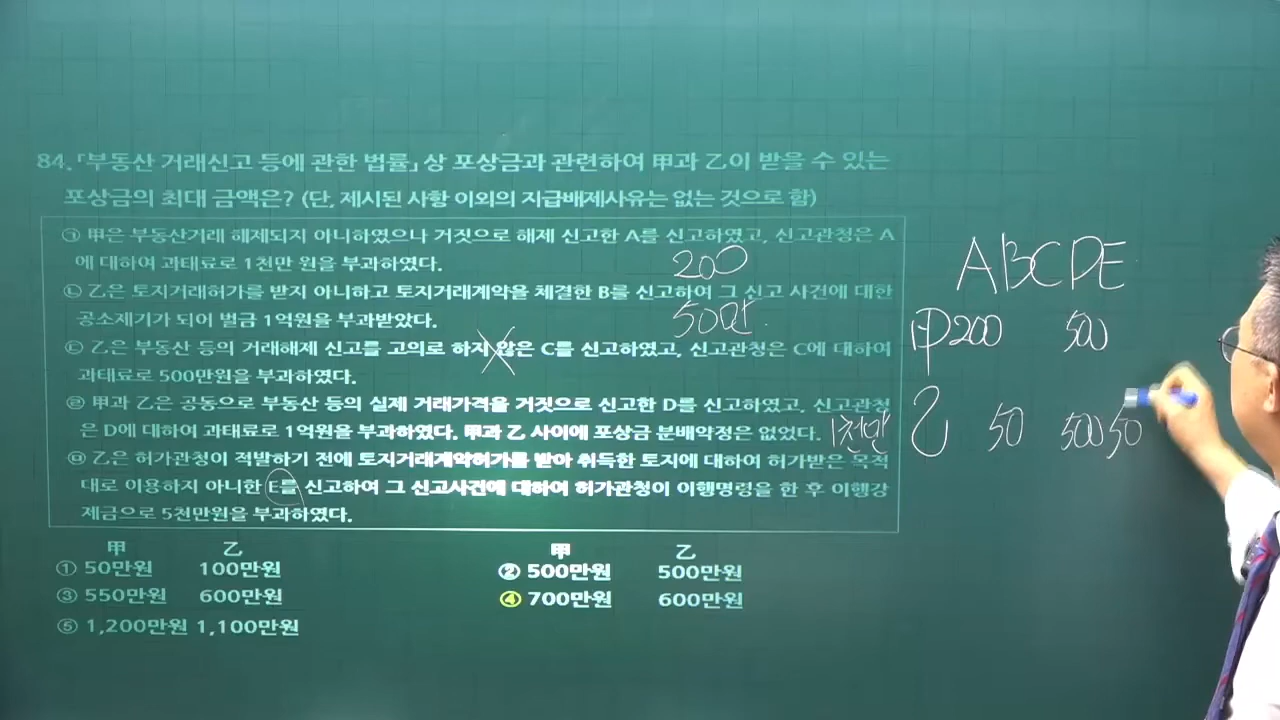 84. 「부동산 거래신고 등에 관한 법률」상 포상금과 관련하여 甲과 乙이 받을 수 있는
포상금의 최대 금액은? (단, 제시된 사항 이외의 지급배제사유는 없는 것으로 함)
㉠ 甲은 부동산거래 해제되지 아니하였으나 거짓으로 해제 신고한 A를 신고하였고, 신고관청은 A
에 대하여 과태료로 1천만 원을 부과하였다.
200
㉡ 乙은 토지거래허가를 받지 아니하고 토지거래계약을 체결한 B를 신고하여 그 신고 사건에 대한
공소제기가 되어 벌금 1억원을 부과받았다.
50만
㉢ 乙은 부동산 등의 거래해제 신고를 고의로 하지 않은 C를 신고하였고, 신고관청은 C에 대하여
과태료로 500만원을 부과하였다.
㉣ 甲과 乙은 공동으로 부동산 등의 실제 거래가격을 거짓으로 신고한 D를 신고하였고, 신고관청
은 D에 대하여 과태료로 1억원을 부과하였다. 甲과 乙 사이에 포상금 분배약정은 없었다.
1천만
㉤ 乙은 허가관청이 적발하기 전에 토지거래계약허가를 받아 취득한 토지에 대하여 허가받은 목적
대로 이용하지 아니한 E를 신고하여 그 신고사건에 대하여 허가관청이 이행명령을 한 후 이행강
제금으로 5천만원을 부과하였다.
甲 乙 甲 乙
① 50만원 100만원 ② 500만원 500만원
③ 550만원 600만원 ④ 700만원 600만원
⑤ 1,200만원 1,100만원
A B C D E
甲 200 500
乙 50 500 50